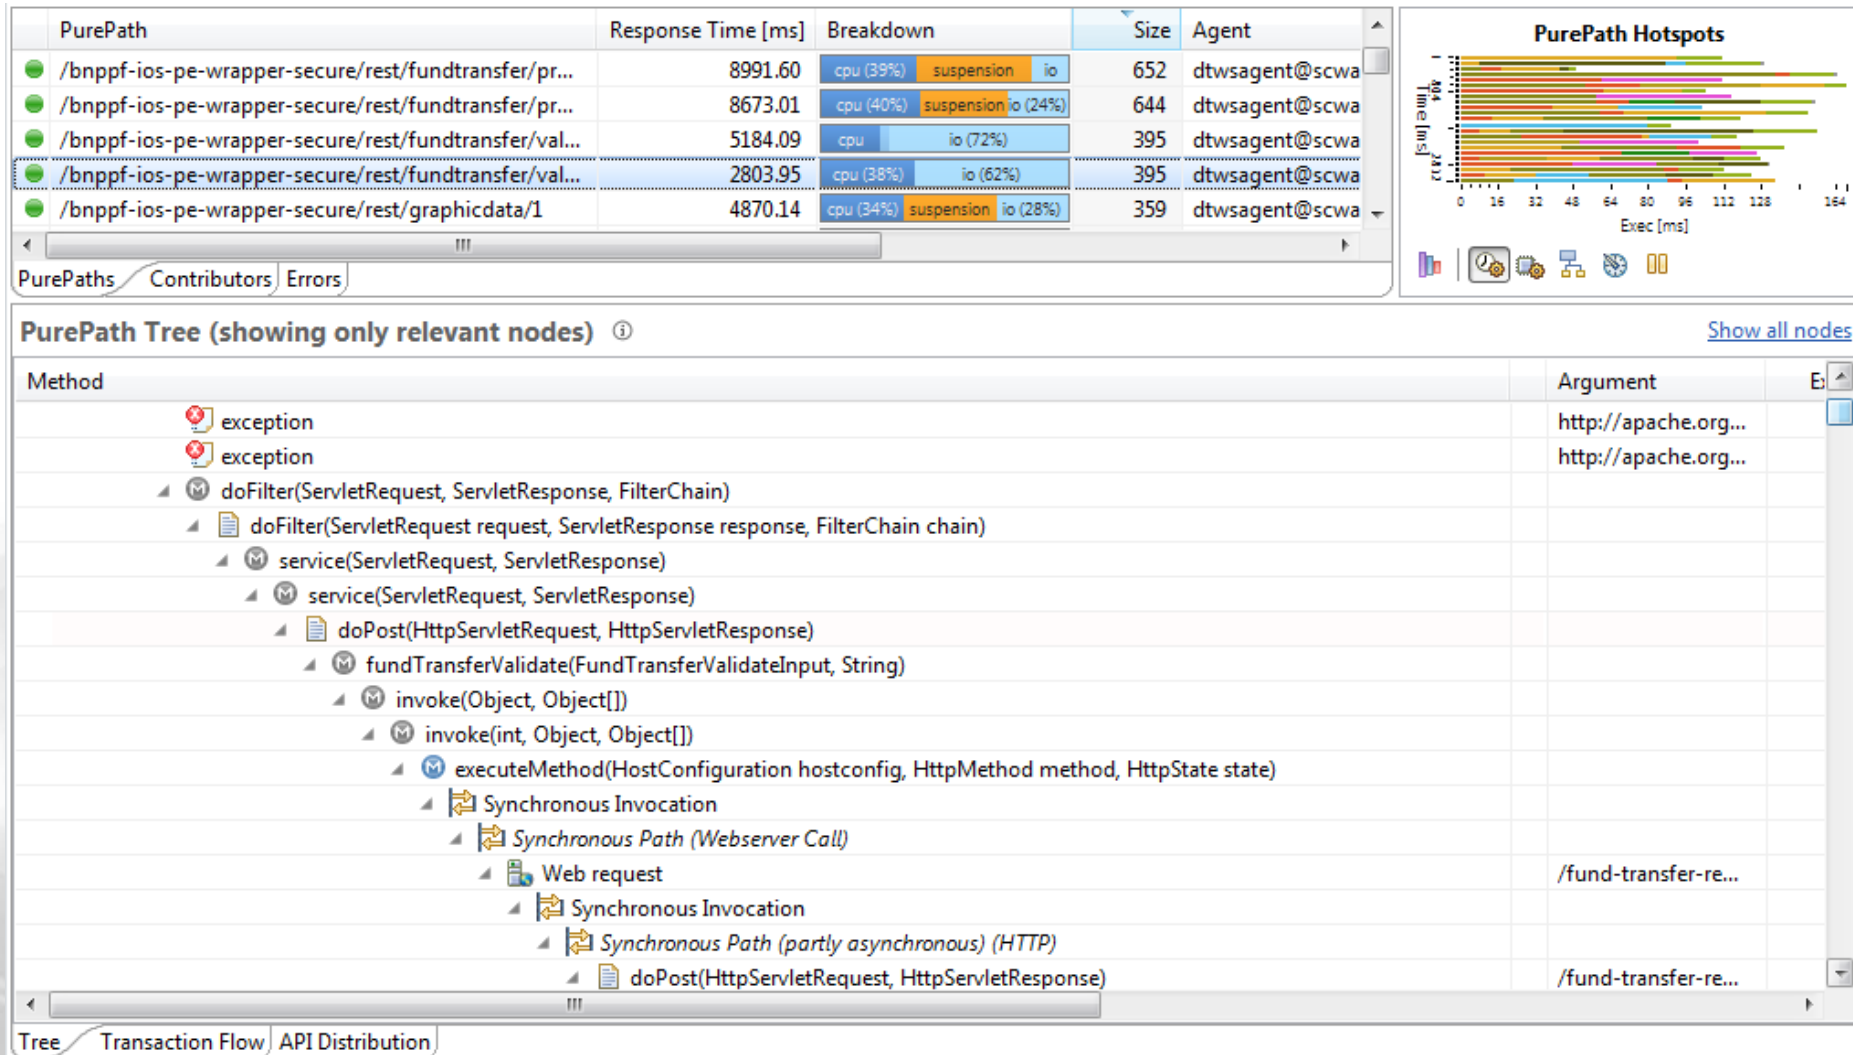 PurePath Response Time [ms] Breakdown Size Agent
/bnppf-ios-pe-wrapper-secure/rest/fundtransfer/pr... 8991.60 cpu (39%) suspension io 652 dtwsagent@scwa
/bnppf-ios-pe-wrapper-secure/rest/fundtransfer/pr... 8673.01 cpu (40%) suspension io (24%) 644 dtwsagent@scwa
/bnppf-ios-pe-wrapper-secure/rest/fundtransfer/val... 5184.09 cpu io (72%) 395 dtwsagent@scwa
/bnppf-ios-pe-wrapper-secure/rest/fundtransfer/val... 2803.95 cpu (38%) io (62%) 395 dtwsagent@scwa
/bnppf-ios-pe-wrapper-secure/rest/graphicdata/1 4870.14 cpu (34%) suspension io (28%) 359 dtwsagent@scwa
PurePaths Contributors Errors
PurePath Hotspots
Time [ms]
0 16 32 48 64 80 96 112 128 164
Exec [ms]
PurePath Tree (showing only relevant nodes) Show all nodes
Method Argument
exception http://apache.org...
exception http://apache.org...
doFilter(ServletRequest, ServletResponse, FilterChain)
doFilter(ServletRequest request, ServletResponse response, FilterChain chain)
service(ServletRequest, ServletResponse)
service(ServletRequest, ServletResponse)
doPost(HttpServletRequest, HttpServletResponse)
fundTransferValidate(FundTransferValidateInput, String)
invoke(Object, Object[])
invoke(int, Object, Object[])
executeMethod(HostConfiguration hostconfig, HttpMethod method, HttpState state)
Synchronous Invocation
Synchronous Path (Webserver Call)
Web request /fund-transfer-re...
Synchronous Invocation
Synchronous Path (partly asynchronous) (HTTP)
doPost(HttpServletRequest, HttpServletResponse) /fund-transfer-re...
Tree Transaction Flow API Distribution